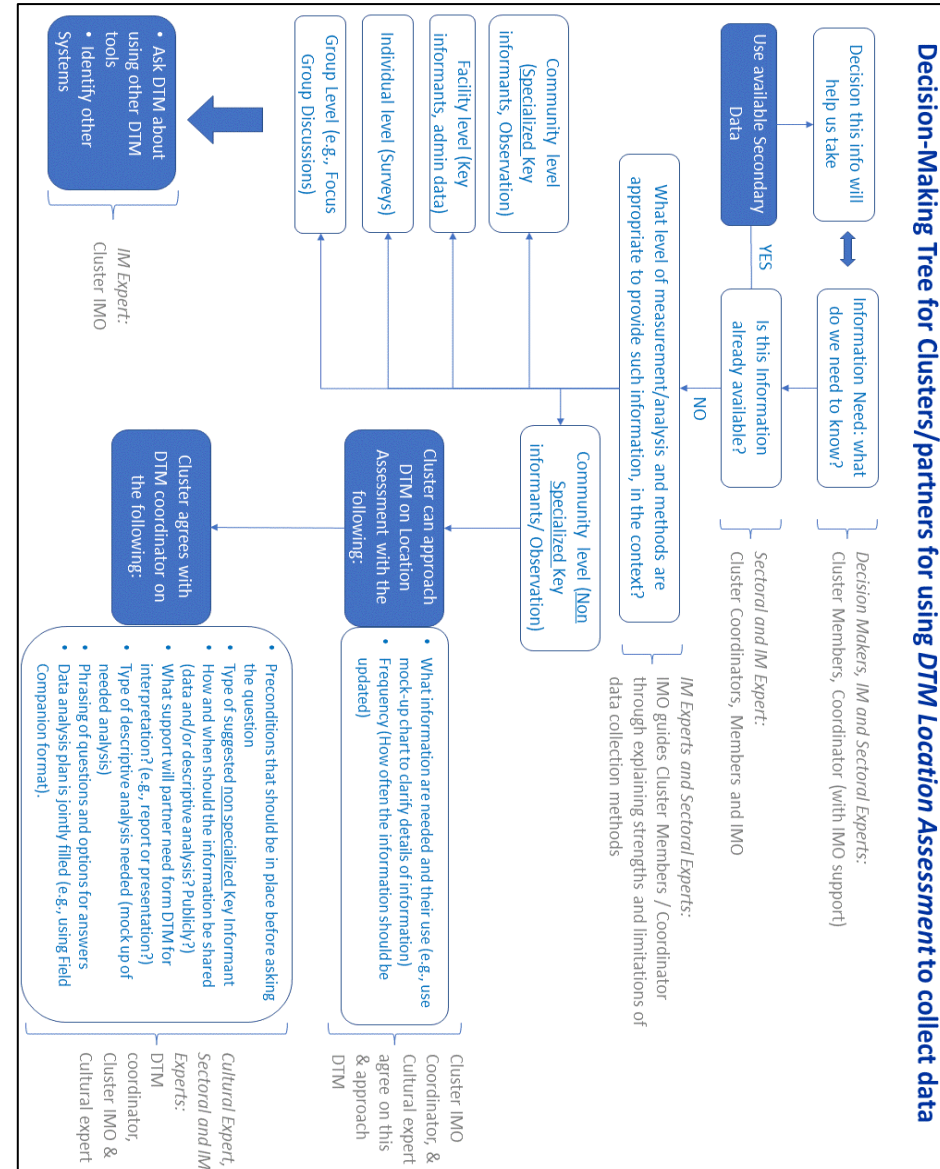 Decision-Making Tree for Clusters/partners for using DTM Location Assessment to collect data
Decision this info will
help us take
Information Need: what
do we need to know?
Decision Makers, IM and Sectoral Experts:
Cluster Members, Coordinator (with IMO support)
Use available Secondary
Data
YES
Is this Information
already available?
Sectoral and IM Expert:
Cluster Coordinators, Members and IMO
NO
What level of measurement/analysis and methods are
appropriate to provide such information, in the context?
IM Experts and Sectoral Experts:
IMO guides Cluster Members / Coordinator
through explaining strengths and limitations of
data collection methods
Community level
(Specialized Key
informants, Observation)
Facility level (Key
informants, admin data)
Individual level (Surveys)
Group Level (e.g., Focus
Group Discussions)
• Ask DTM about
using other DTM
tools
• Identify other
Systems
IM Expert:
Cluster IMO
Community level (Non
Specialized Key
informants/ Observation)
Cluster can approach
DTM on Location
Assessment with the
following:
• What information are needed and their use (e.g., use
mock-up chart to clarify details of information)
• Frequency (How often the information should be
updated)
Cluster IMO
Coordinator, &
Cultural expert
agree on this
& approach
DTM
Cluster agrees with
DTM coordinator on
the following:
• Preconditions that should be in place before asking
the question
• Type of suggested non specialized Key Informant
• How and when should the information be shared
(data and/or descriptive analysis? Publicly?)
• What support will partner need form DTM for
interpretation? (e.g., report or presentation?)
• Type of descriptive analysis needed (mock up of
needed analysis)
• Phrasing of questions and options for answers
• Data analysis plan is jointly filled (e.g., using Field
Companion format).
Cultural Expert,
Sectoral and IM
Experts:
DTM
coordinator,
Cluster IMO &
Cultural expert